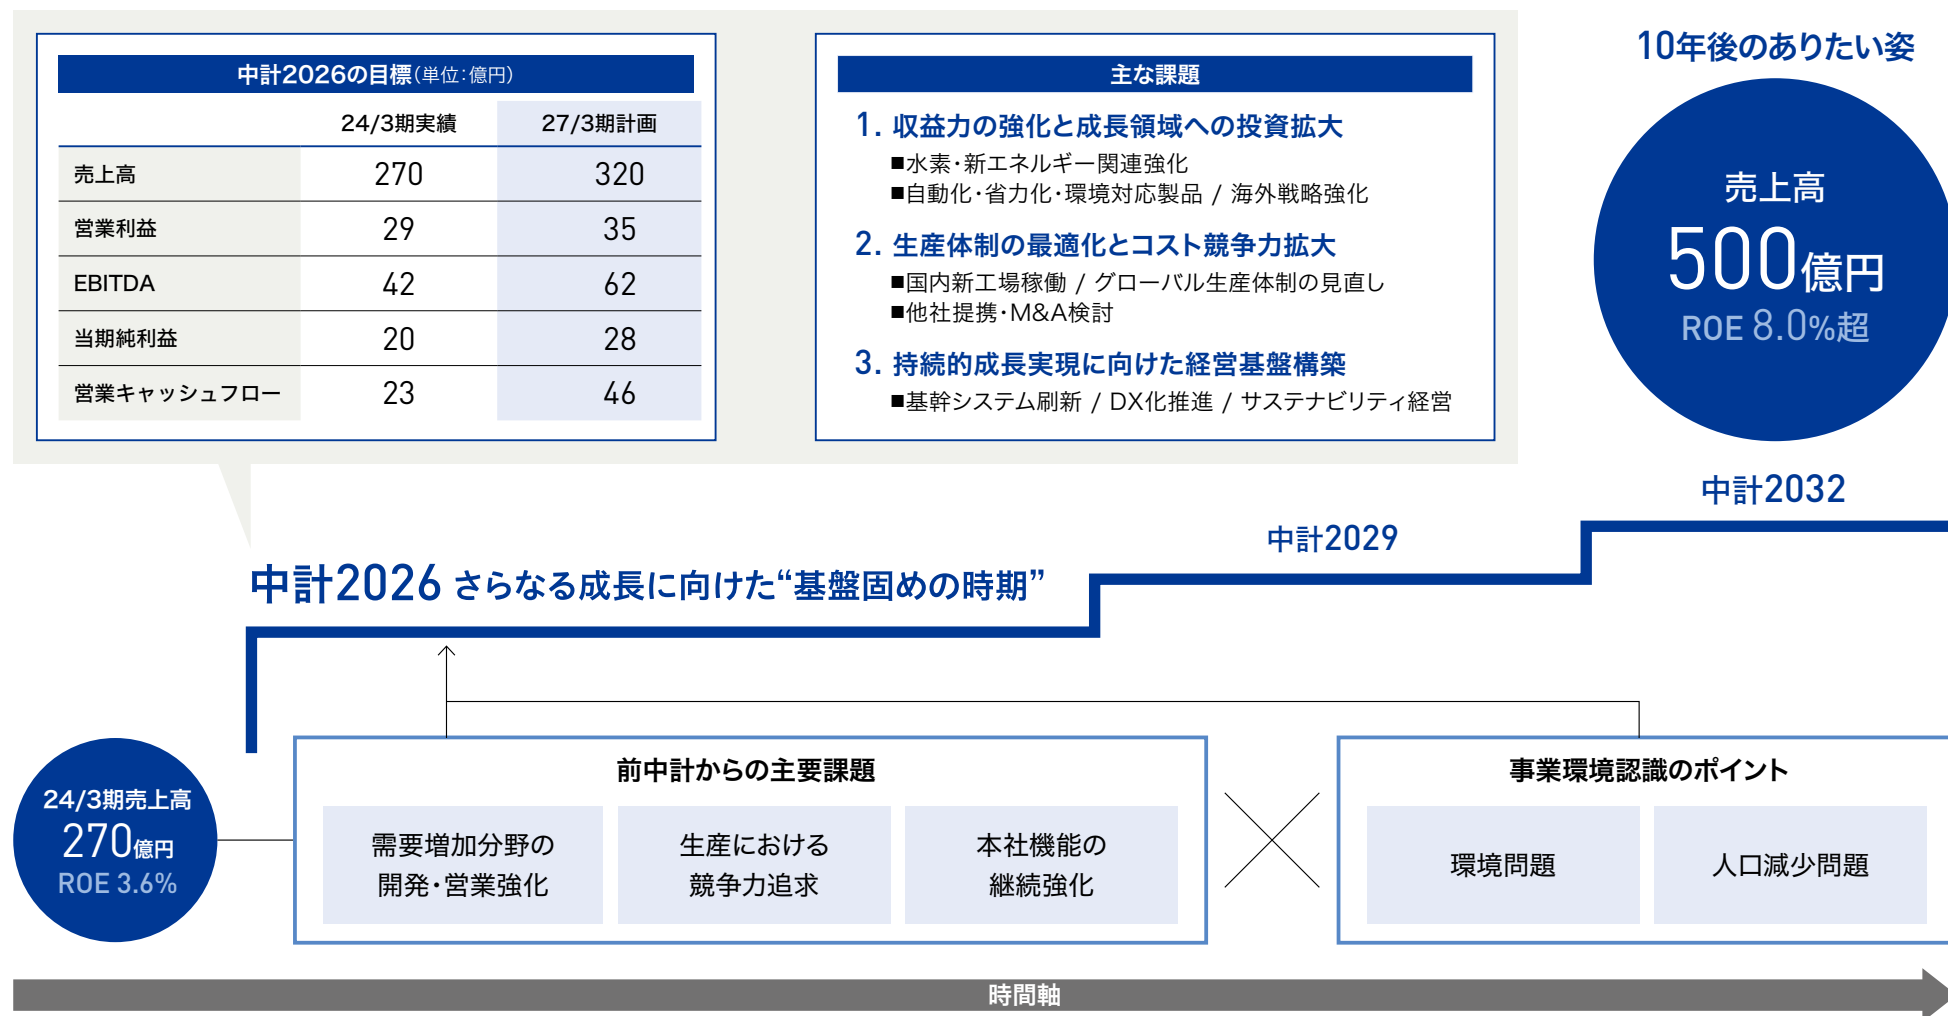 中計2026の目標(単位:億円)
24/3期実績 27/3期計画
売上高 270 320
営業利益 29 35
EBITDA 42 62
当期純利益 20 28
営業キャッシュフロー 23 46
主な課題
1. 収益力の強化と成長領域への投資拡大
■水素・新エネルギー関連強化
■自動化・省力化・環境対応製品 / 海外戦略強化
2. 生産体制の最適化とコスト競争力拡大
■国内新工場稼働 / グローバル生産体制の見直し
■他社提携・M&A検討
3. 持続的成長実現に向けた経営基盤構築
■基幹システム刷新 / DX化推進 / サステナビリティ経営
10年後のありたい姿
売上高
500億円
ROE 8.0%超
中計2032
中計2029
中計2026 さらなる成長に向けた“基盤固めの時期”
24/3期売上高
270億円
ROE 3.6%
前中計からの主要課題
需要増加分野の
開発・営業強化
生産における
競争力追求
本社機能の
継続強化
事業環境認識のポイント
環境問題
人口減少問題
時間軸